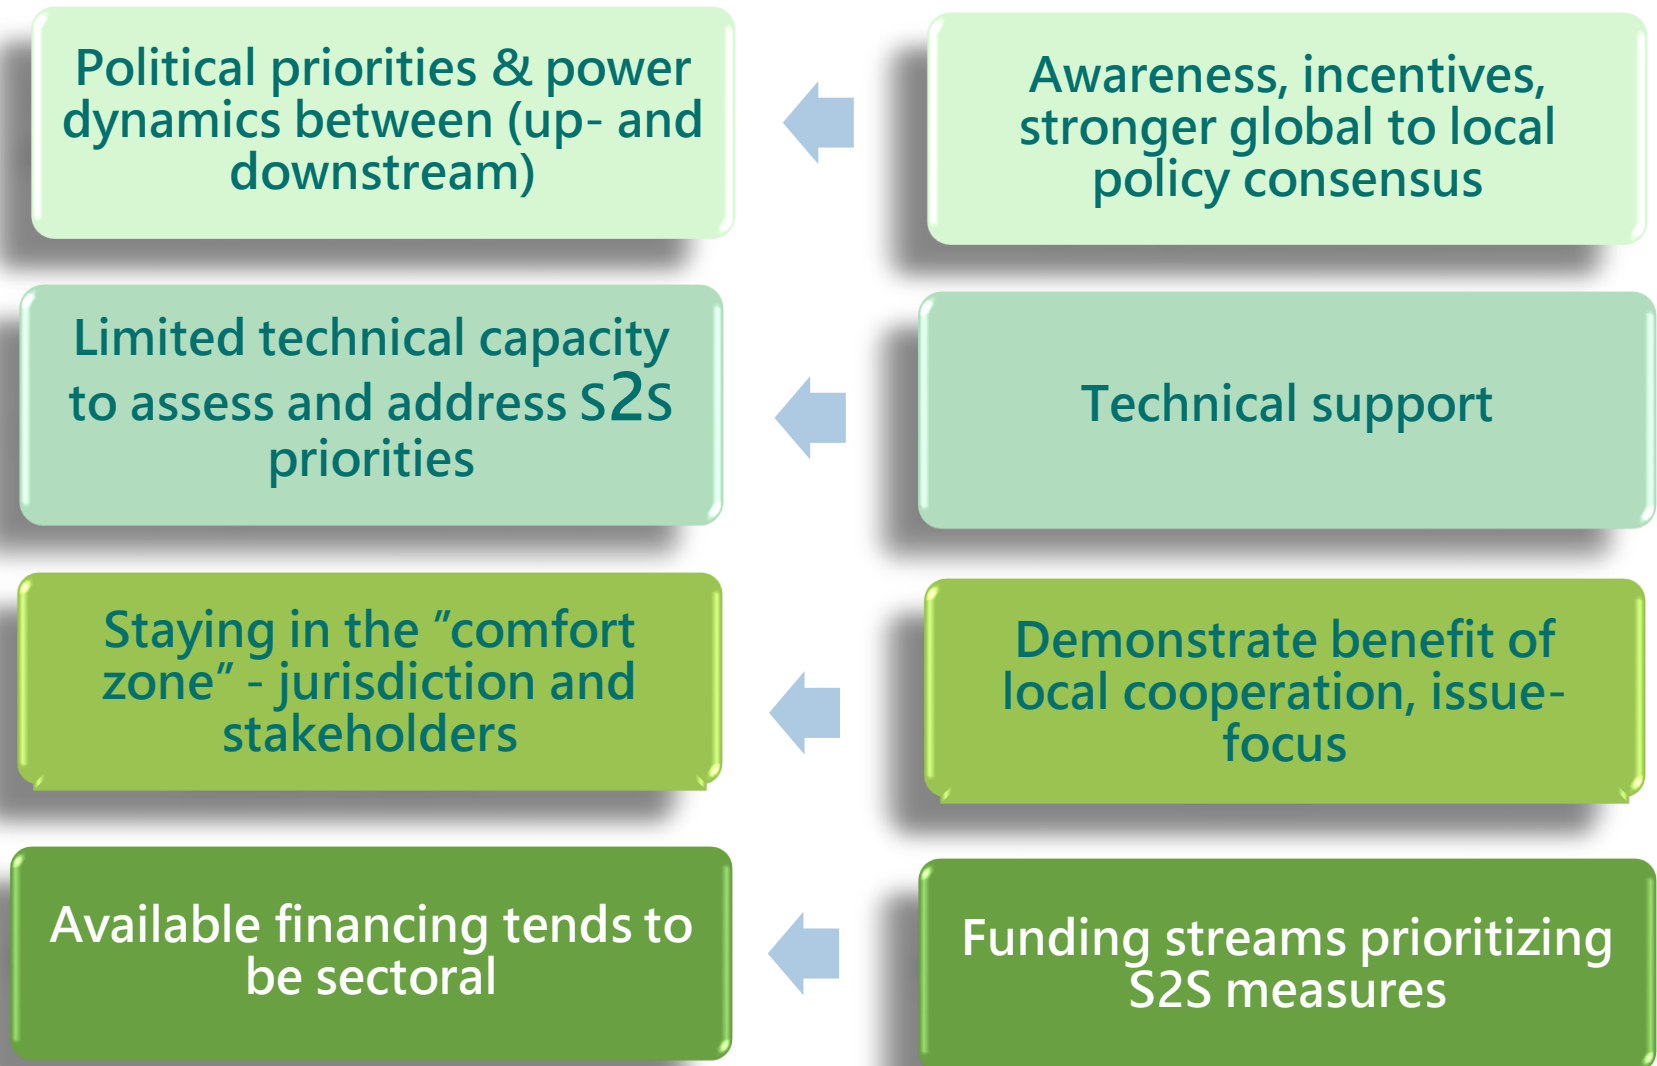 Political priorities & power
dynamics between (up- and
downstream)
Awareness, incentives,
stronger global to local
policy consensus
Limited technical capacity
to assess and address s2s
priorities
Technical support
Staying in the ”comfort
zone” - jurisdiction and
stakeholders
Demonstrate benefit of
local cooperation, issue-
focus
Available financing tends to
be sectoral
Funding streams prioritizing
S2S measures